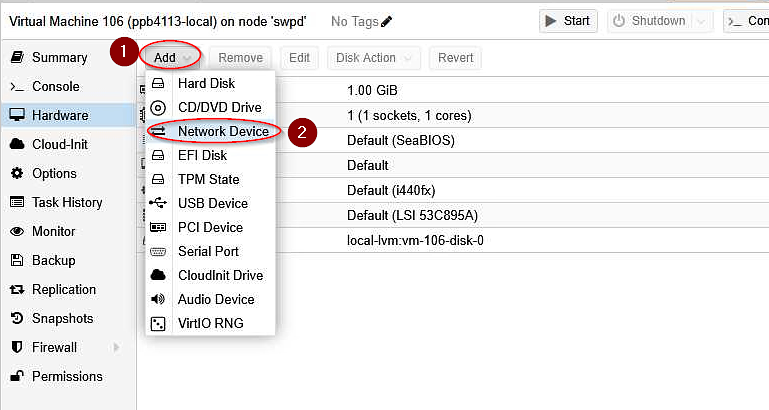 Virtual Machine 106 (ppb4113-local) on node 'swpd' No Tags Start Shutdown >_ Con
1 Add Remove Edit Disk Action Revert
Summary
>_ Console
Hardware
Cloud-Init
Options
Task History
Monitor
Backup
Replication
Snapshots
Firewall
Permissions
Hard Disk
CD/DVD Drive
Network Device 2
EFI Disk
TPM State
USB Device
PCI Device
Serial Port
CloudInit Drive
Audio Device
VirtIO RNG
1.00 GiB
1 (1 sockets, 1 cores)
Default (SeaBIOS)
Default
Default (i440fx)
Default (LSI 53C895A)
local-lvm:vm-106-disk-0